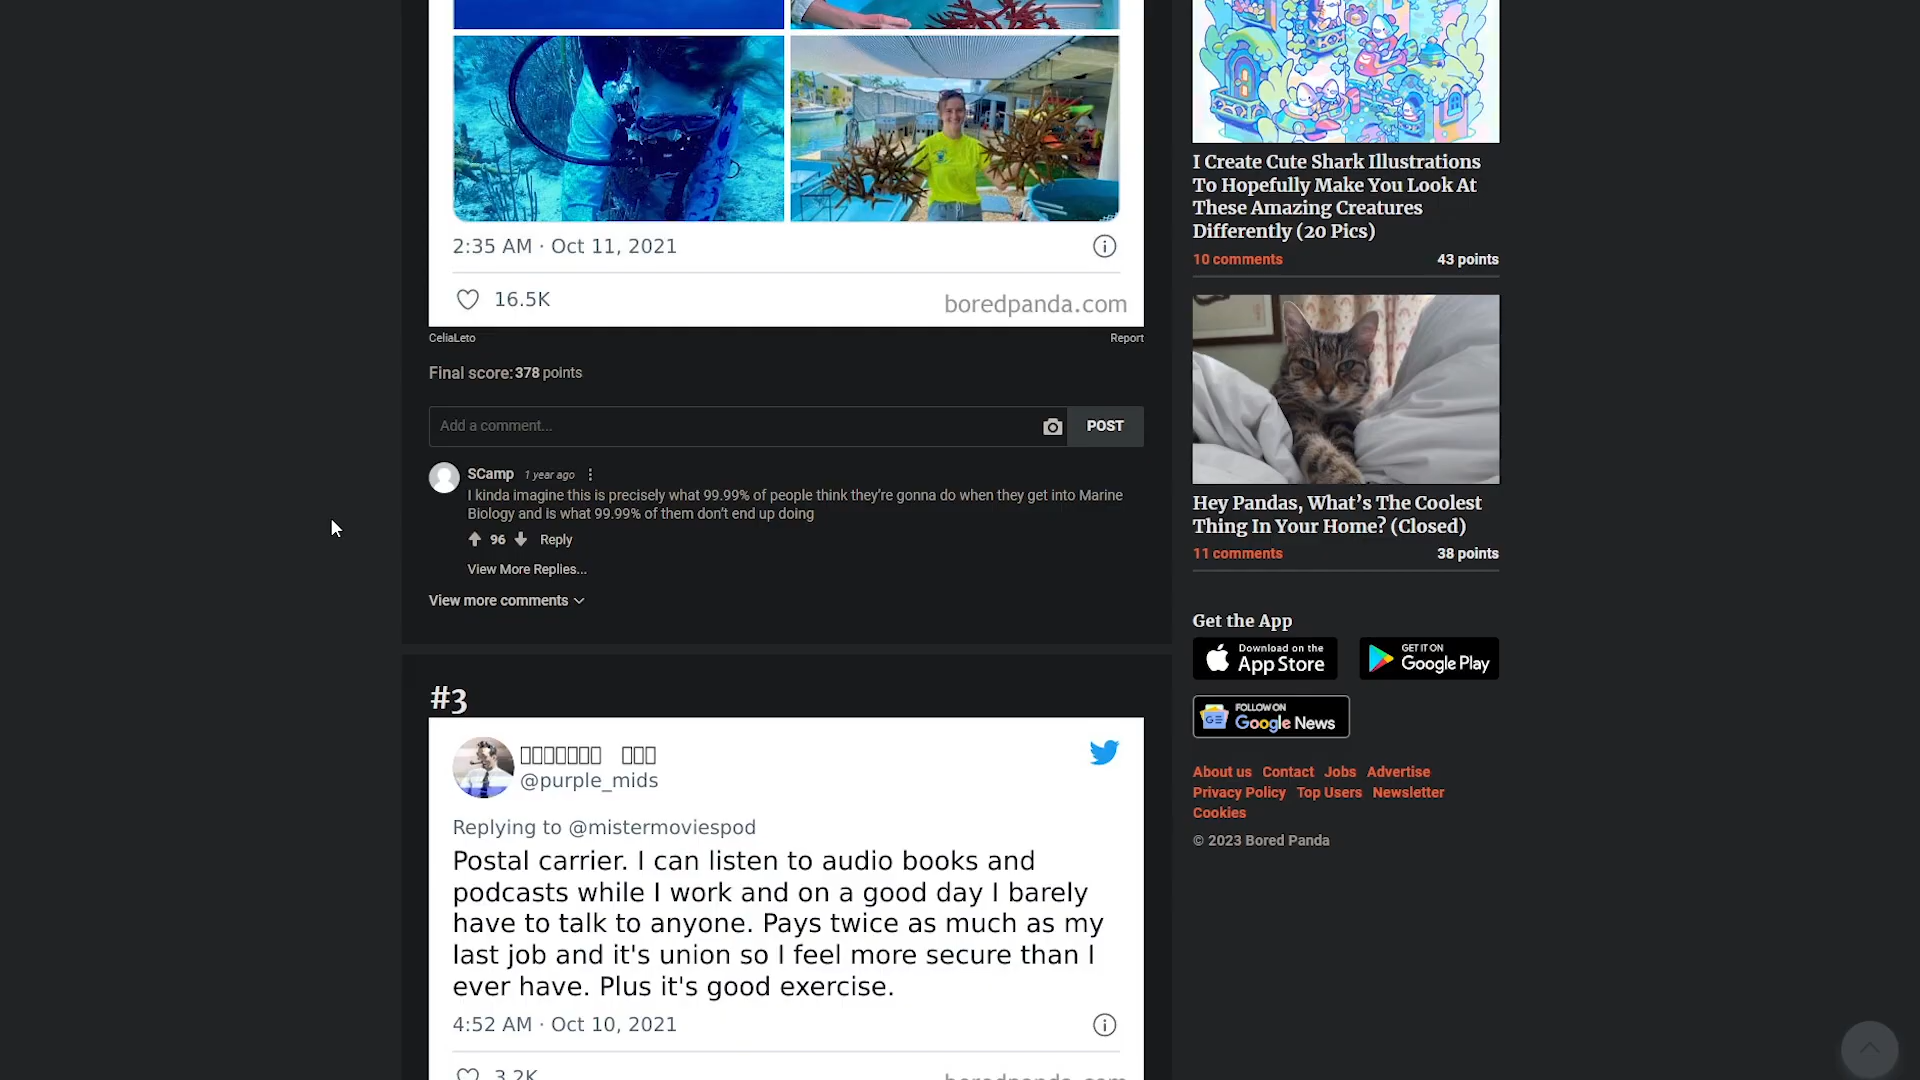 2:35 AM · Oct 11, 2021
16.5K
boredpanda.com
CeliaLeto
Report
Final score: 378 points
Add a comment...
POST
SCamp 1 year ago
I kinda imagine this is precisely what 99.99% of people think they're gonna do when they get into Marine
Biology and is what 99.99% of them don't end up doing
96 Reply
View More Replies...
View more comments
#3
@purple_mids
Replying to @mistermoviespod
Postal carrier. I can listen to audio books and
podcasts while I work and on a good day I barely
have to talk to anyone. Pays twice as much as my
last job and it's union so I feel more secure than I
ever have. Plus it's good exercise.
4:52 AM · Oct 10, 2021
3.2K
boredpanda.com
I Create Cute Shark Illustrations
To Hopefully Make You Look At
These Amazing Creatures
Differently (20 Pics)
10 comments
43 points
Hey Pandas, What's The Coolest
Thing In Your Home? (Closed)
11 comments
38 points
Get the App
Download on the
App Store
GET IT ON
Google Play
FOLLOW ON
Google News
About us Contact Jobs Advertise
Privacy Policy Top Users Newsletter
Cookies
© 2023 Bored Panda